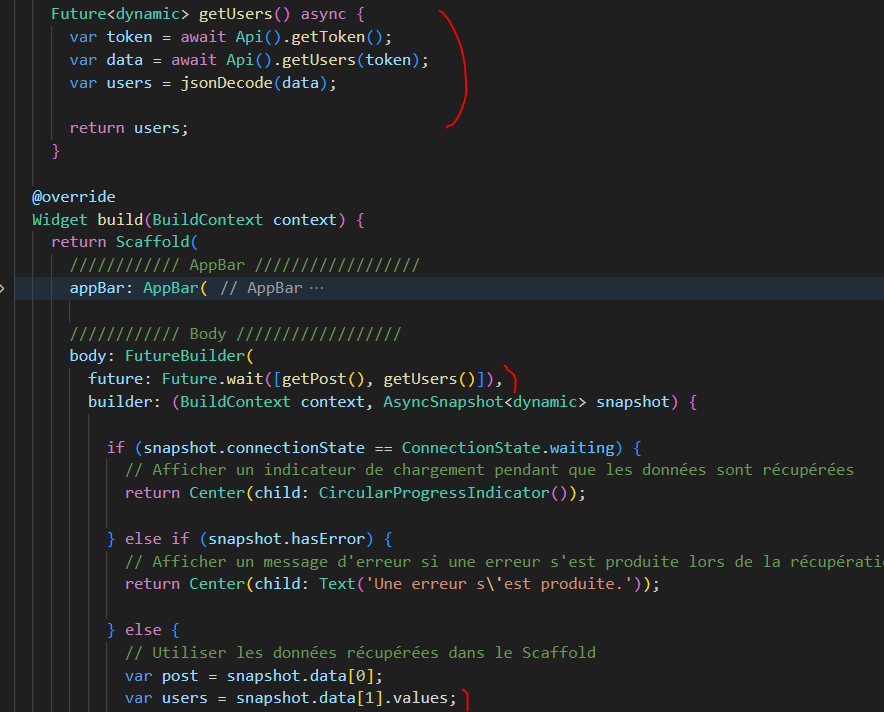 Future<dynamic> getUsers() async {
var token = await Api().getToken();
var data = await Api().getUsers(token);
var users = jsonDecode(data);
return users;
}
@override
Widget build(BuildContext context) {
return Scaffold(
//////////// AppBar //////////////////
appBar: AppBar( // AppBar ···
//////////// Body //////////////////
body: FutureBuilder(
future: Future.wait([getPost(), getUsers()]),
builder: (BuildContext context, AsyncSnapshot<dynamic> snapshot) {
if (snapshot.connectionState == ConnectionState.waiting) {
// Afficher un indicateur de chargement pendant que les données sont récupérées
return Center(child: CircularProgressIndicator());
} else if (snapshot.hasError) {
// Afficher un message d'erreur si une erreur s'est produite lors de la récupérati
return Center(child: Text('Une erreur s\'est produite.'));
} else {
// Utiliser les données récupérées dans le Scaffold
var post = snapshot.data[0];
var users = snapshot.data[1].values;